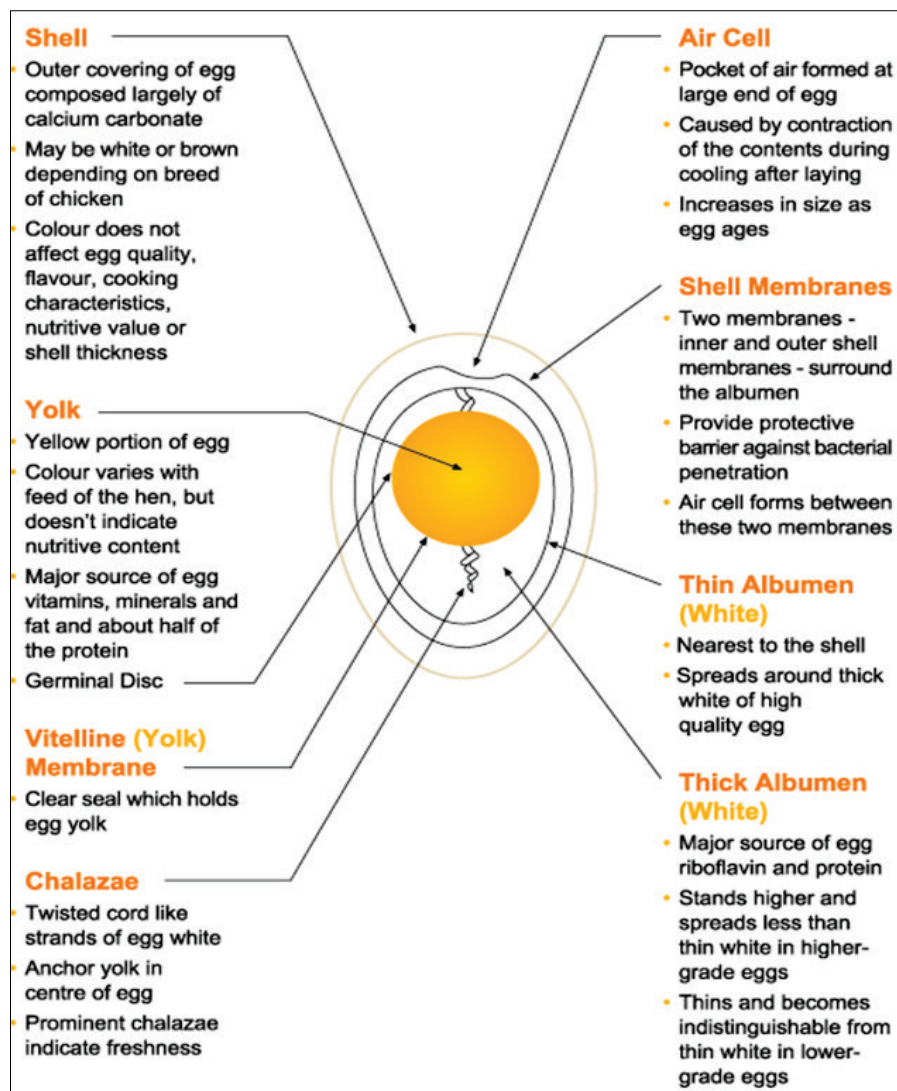 Shell
• Outer covering of egg
composed largely of
calcium carbonate
• May be white or brown
depending on breed
of chicken
• Colour does not
affect egg quality,
flavour, cooking
characteristics,
nutritive value or
shell thickness
Yolk
• Yellow portion of egg
• Colour varies with
feed of the hen, but
doesn't indicate
nutritive content
• Major source of egg
vitamins, minerals and
fat and about half of
the protein
• Germinal Disc
Vitelline (Yolk)
Membrane
• Clear seal which holds
egg yolk
Chalazae
• Twisted cord like
strands of egg white
• Anchor yolk in
centre of egg
• Prominent chalazae
indicate freshness
Air Cell
• Pocket of air formed at
large end of egg
• Caused by contraction
of the contents during
cooling after laying
• Increases in size as
egg ages
Shell Membranes
• Two membranes -
inner and outer shell
membranes - surround
the albumen
• Provide protective
barrier against bacterial
penetration
• Air cell forms between
these two membranes
Thin Albumen
(White)
• Nearest to the shell
• Spreads around thick
white of high
quality egg
Thick Albumen
(White)
• Major source of egg
riboflavin and protein
• Stands higher and
spreads less than
thin white in higher-
grade eggs
• Thins and becomes
indistinguishable from
thin white in lower-
grade eggs